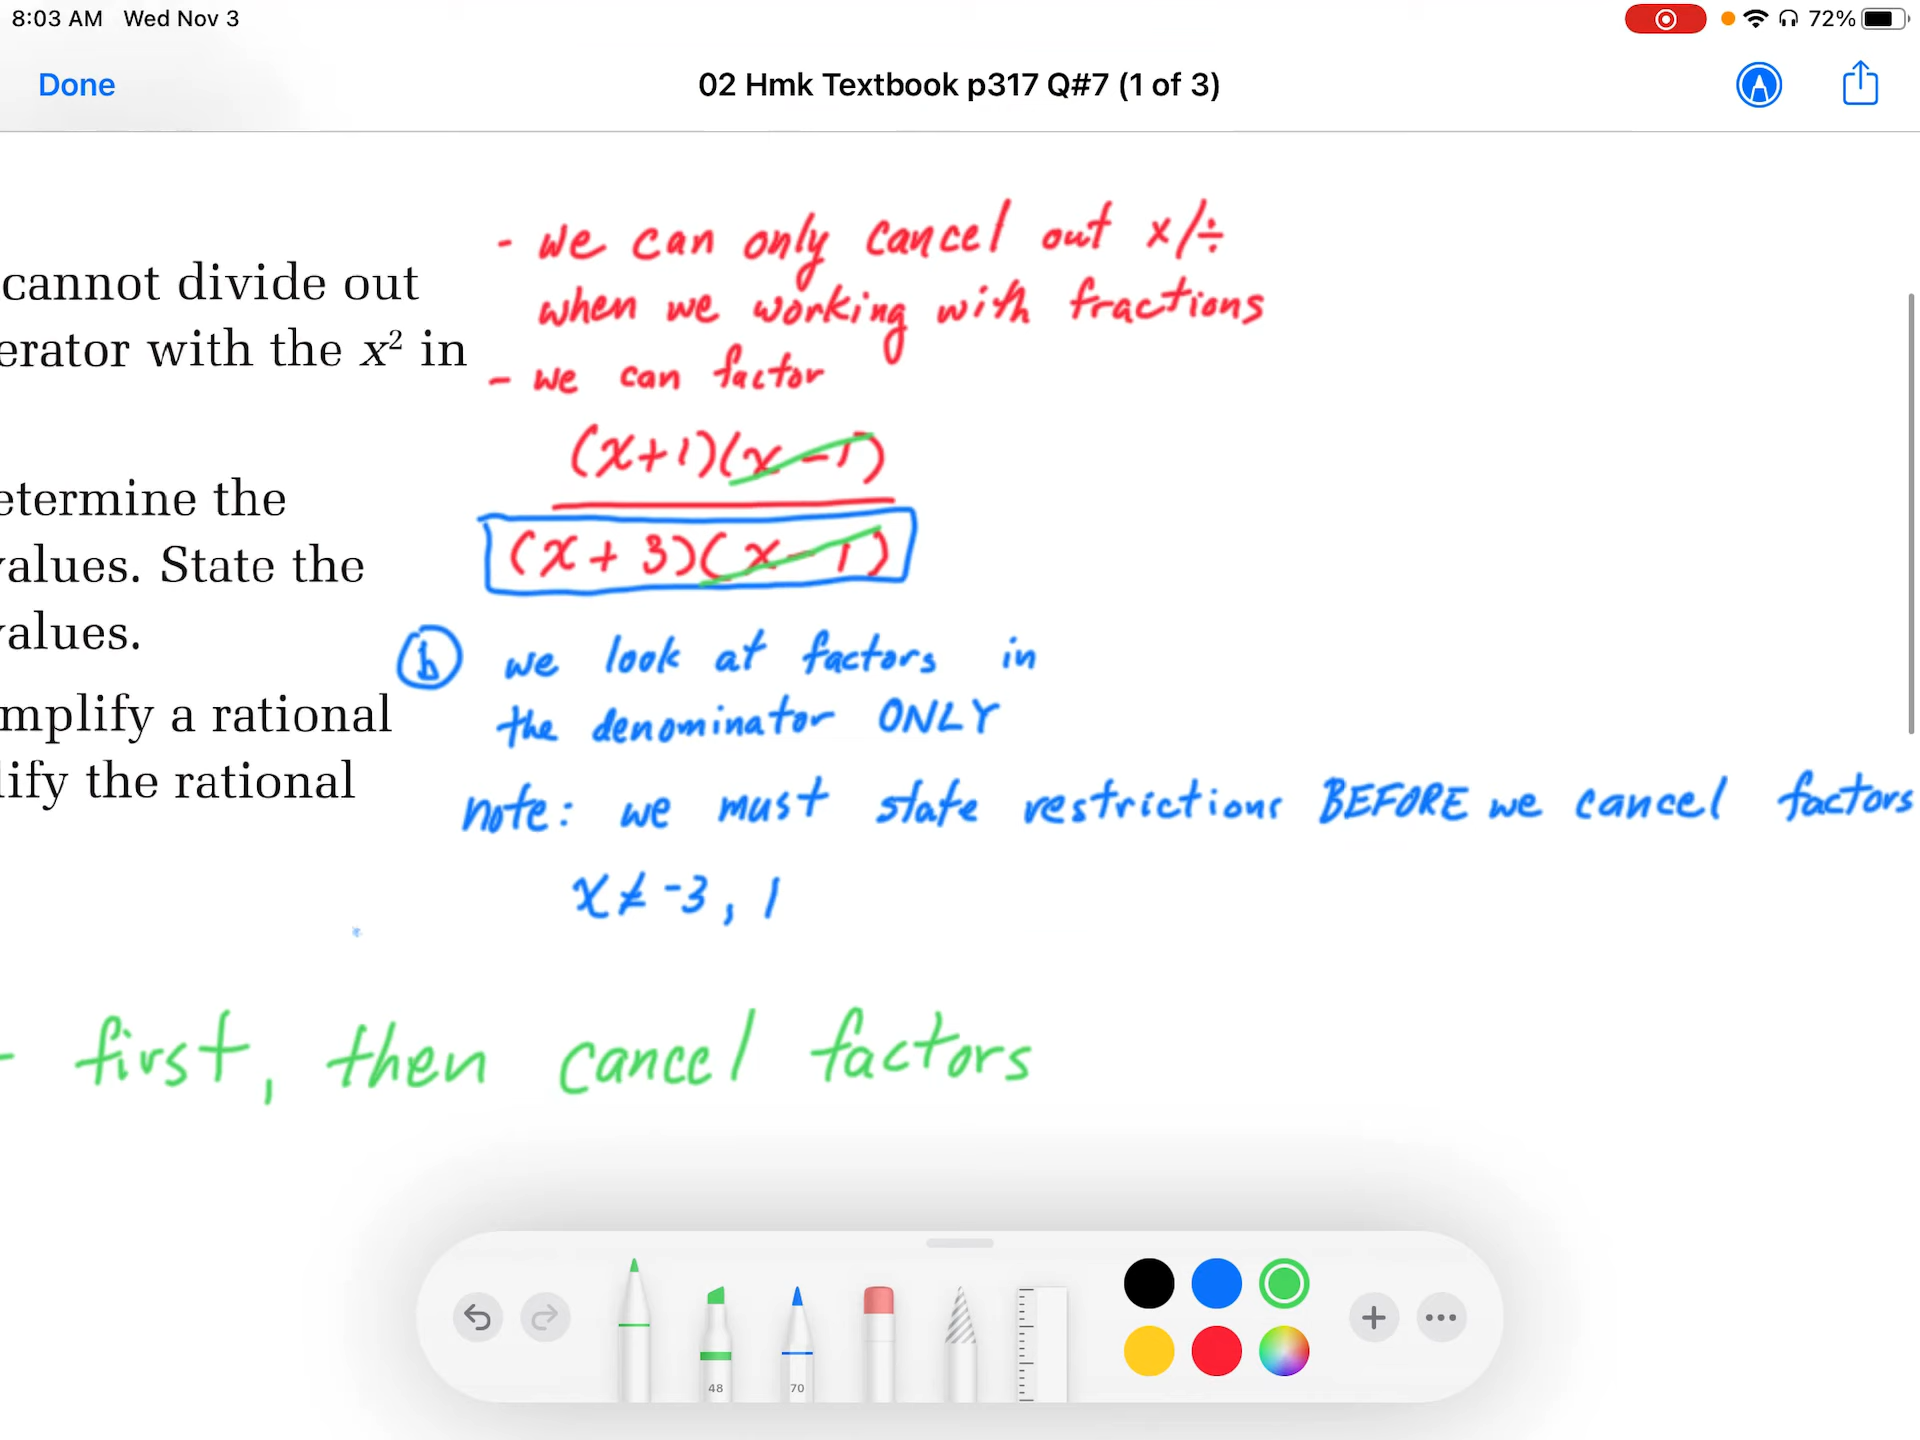 8:03 AM Wed Nov 3
72%
Done
02 Hmk Textbook p317 Q#7 (1 of 3)
- we can only cancel out x/÷
cannot divide out
when we working with fractions
erator with the x² in
- we can factor
(x+1)(x-1)
etermine the
(x+3)(x-1)
values. State the
values.
ⓑ we look at factors in
mplify a rational
the denominator ONLY
lify the rational
note: we must state restrictions BEFORE we cancel factors
x≠-3, 1
- first, then cancel factors
48
70